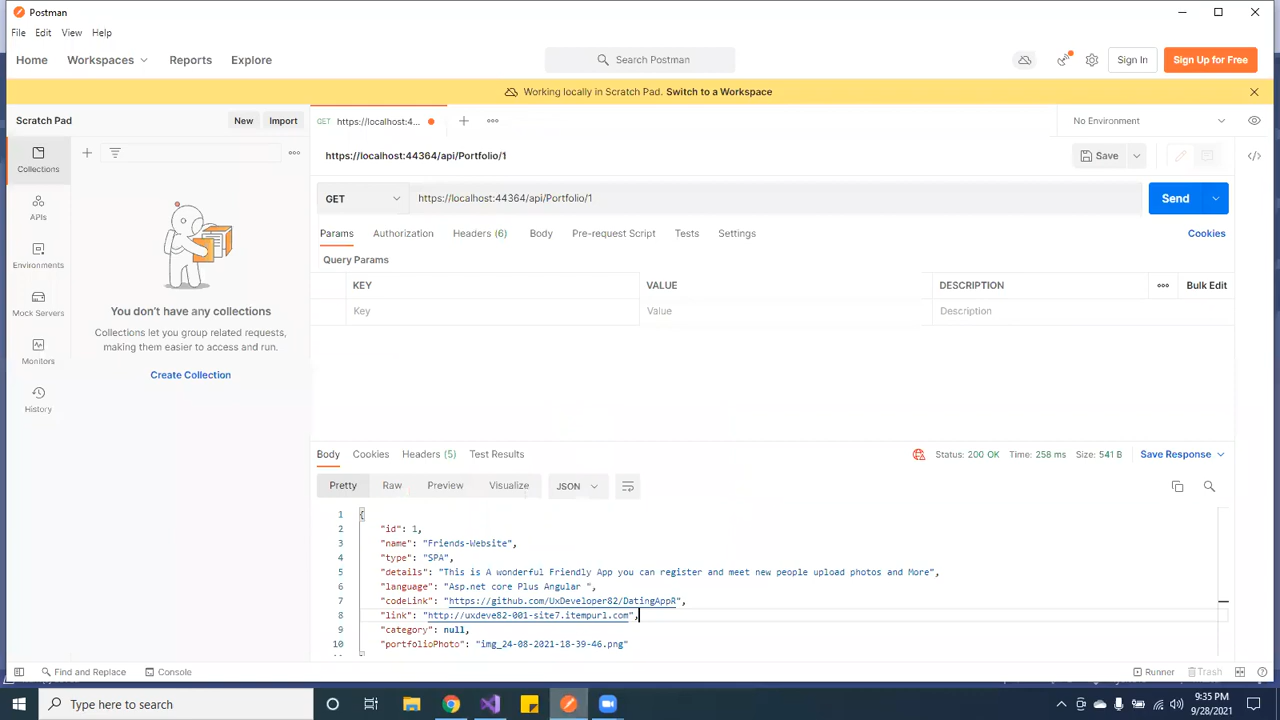 Postman
File Edit View Help
Home Workspaces Reports Explore Search Postman Sign In Sign Up for Free
Working locally in Scratch Pad. Switch to a Workspace
Scratch Pad New Import GET https://localhost:4... No Environment
https://localhost:44364/api/Portfolio/1 Save
Collections
GET https://localhost:44364/api/Portfolio/1 Send
APIs
Params Authorization Headers (6) Body Pre-request Script Tests Settings Cookies
Environments
Query Params
KEY VALUE DESCRIPTION Bulk Edit
Mock Servers
Key Value Description
You don't have any collections
Collections let you group related requests,
making them easier to access and run.
Monitors
Create Collection
History
Body Cookies Headers (5) Test Results Status: 200 OK Time: 258 ms Size: 541 B Save Response
Pretty Raw Preview Visualize JSON
1 {
2 "id": 1,
3 "name": "Friends-Website",
4 "type": "SPA",
5 "details": "This is A wonderful Friendly App you can register and meet new people upload photos and More",
6 "language": "Asp.net core Plus Angular ",
7 "codeLink": "https://github.com/UxDeveloper82/DatingAppR",
8 "link": "http://uxdeve82-001-site7.itempurl.com",
9 "category": null,
10 "portfolioPhoto": "img_24-08-2021-18-39-46.png"
Find and Replace Console Runner Trash
Type here to search 9:35 PM
9/28/2021